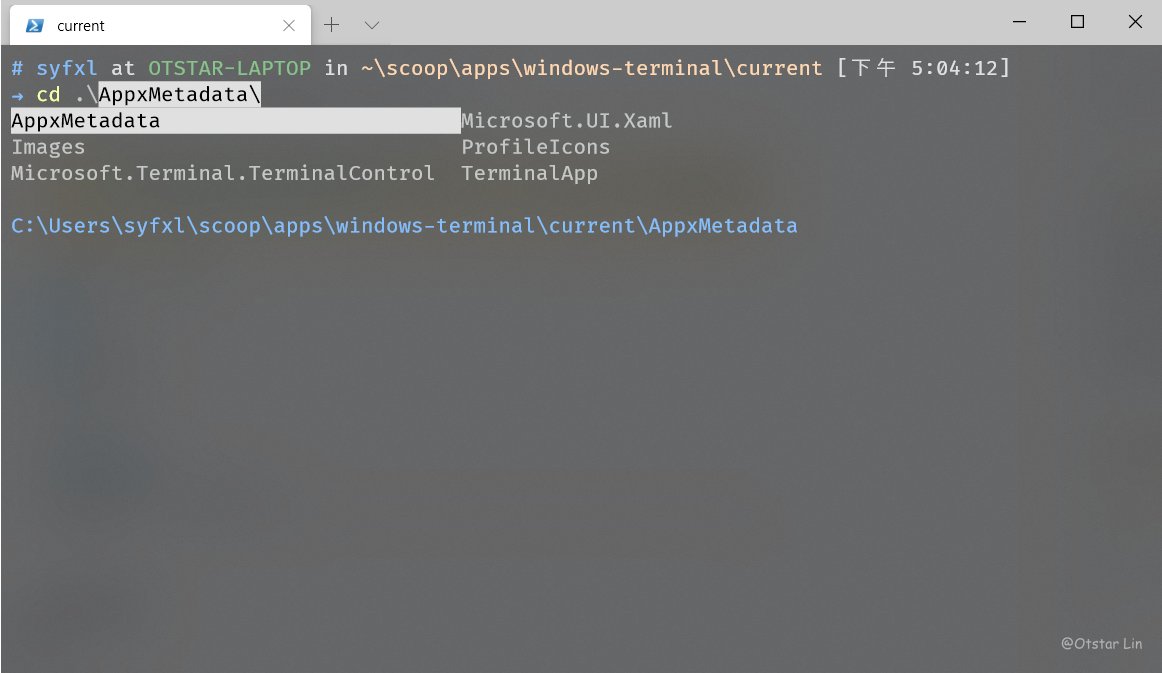 current
# syfxl at OTSTAR-LAPTOP in ~\scoop\apps\windows-terminal\current [下午 5:04:12]
→ cd .\AppxMetadata\
AppxMetadata Microsoft.UI.Xaml
Images ProfileIcons
Microsoft.Terminal.TerminalControl TerminalApp
C:\Users\syfxl\scoop\apps\windows-terminal\current\AppxMetadata
@Otstar Lin